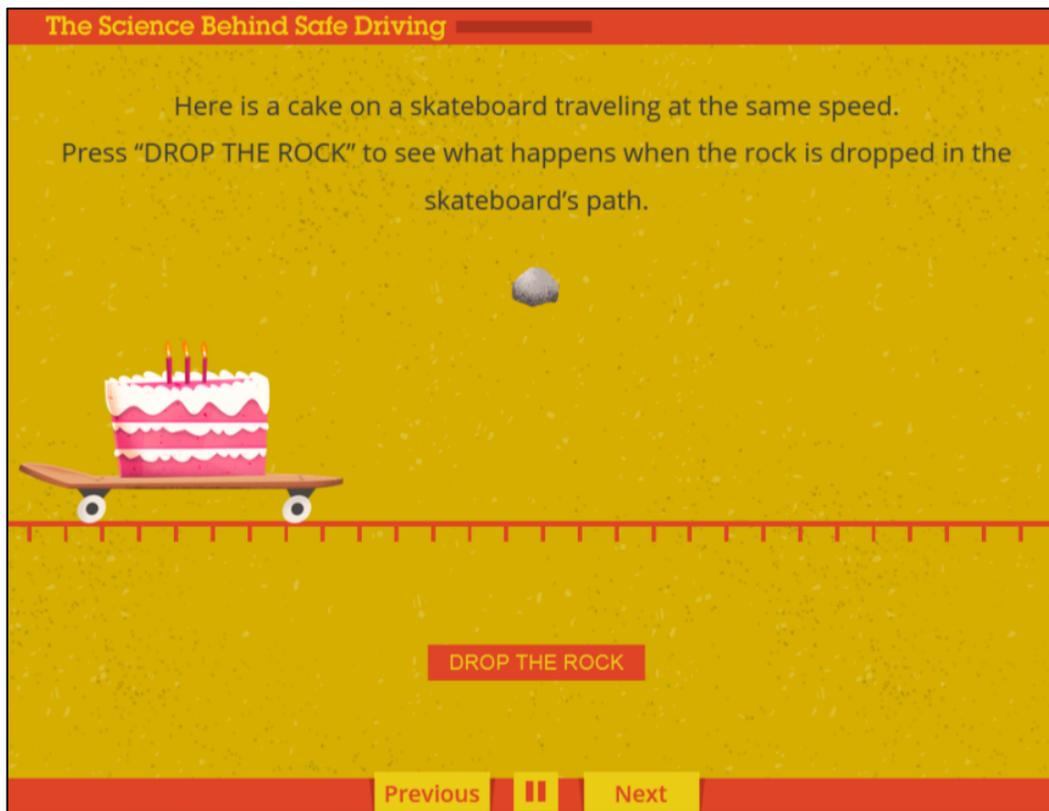 The Science Behind Safe Driving
Here is a cake on a skateboard traveling at the same speed.
Press “DROP THE ROCK” to see what happens when the rock is dropped in the
skateboard’s path.
DROP THE ROCK
Previous
Next